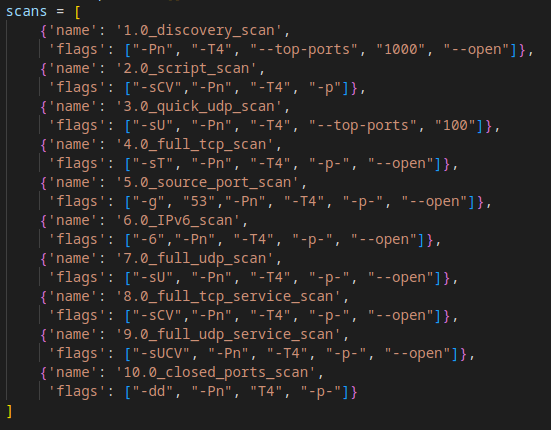 scans = [
{'name': '1.0_discovery_scan',
'flags': ["-Pn", "-T4", "--top-ports", "1000", "--open"]},
{'name': '2.0_script_scan',
'flags': ["-sCV","-Pn", "-T4", "-p"]},
{'name': '3.0_quick_udp_scan',
'flags': ["-sU", "-Pn", "-T4", "--top-ports", "100"]},
{'name': '4.0_full_tcp_scan',
'flags': ["-sT", "-Pn", "-T4", "-p-", "--open"]},
{'name': '5.0_source_port_scan',
'flags': ["-g", "53","-Pn", "-T4", "-p-", "--open"]},
{'name': '6.0_IPv6_scan',
'flags': ["-6","-Pn", "-T4", "-p-", "--open"]},
{'name': '7.0_full_udp_scan',
'flags': ["-sU", "-Pn", "-T4", "-p-", "--open"]},
{'name': '8.0_full_tcp_service_scan',
'flags': ["-sCV","-Pn", "-T4", "-p-", "--open"]},
{'name': '9.0_full_udp_service_scan',
'flags': ["-sUCV", "-Pn", "-T4", "-p-", "--open"]},
{'name': '10.0_closed_ports_scan',
'flags': ["-dd", "-Pn", "T4", "-p-"]}
]